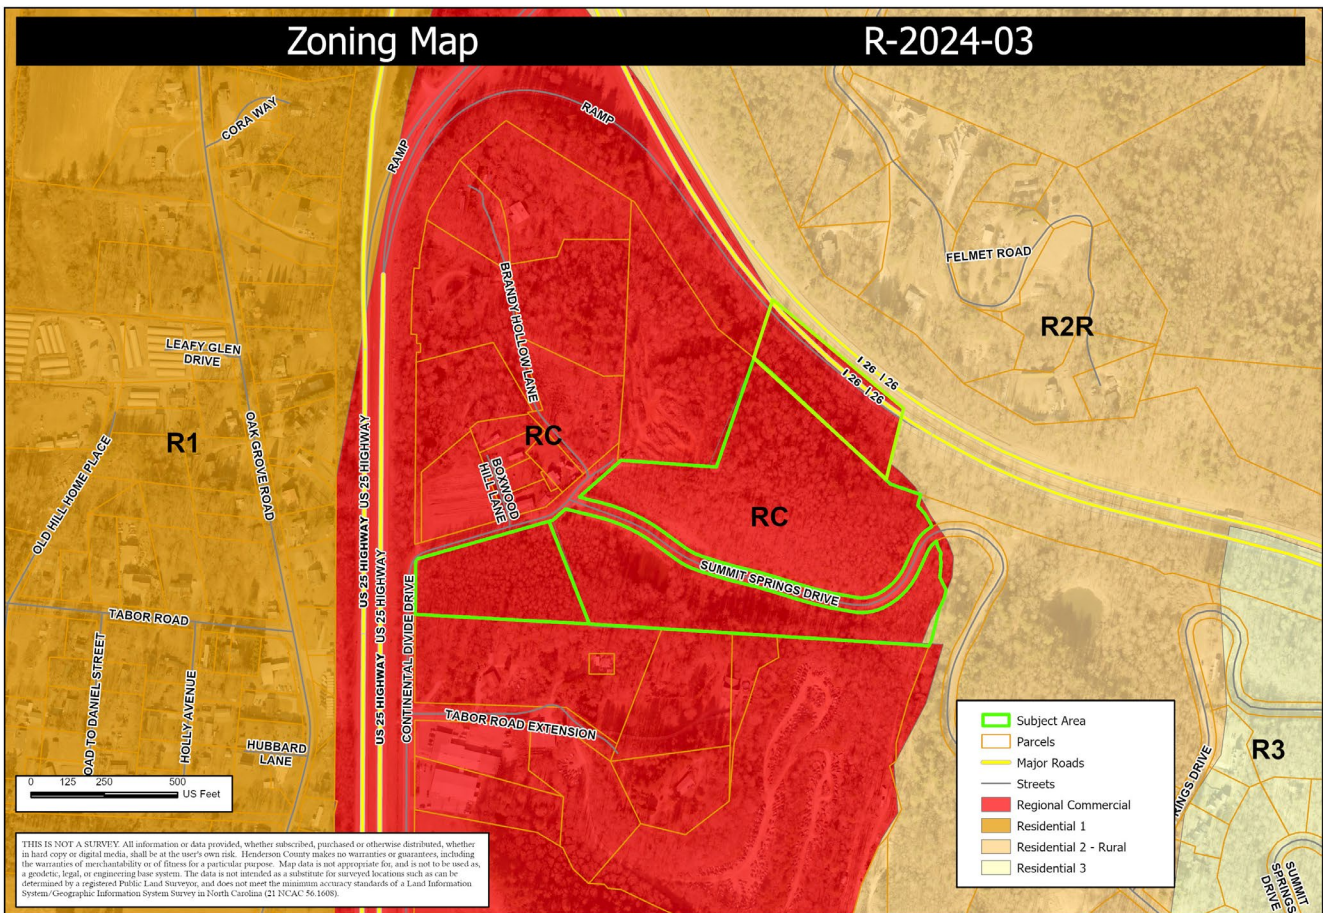 Zoning Map R-2024-03
CORA WAY
RAMP
RAMP
FELMET ROAD
R2R
BRANDY HOLLOW LANE
LEAFY GLEN
DRIVE
I 26 I 26
I 26 I 26
OAK GROVE ROAD
R1
RC
OLD HILL HOME PLACE
US 25 HIGHWAY US 25 HIGHWAY
BOXWOOD
HILL LANE
RC
SUMMIT SPRINGS DRIVE
US 25 HIGHWAY US 25 HIGHWAY
CONTINENTAL DIVIDE DRIVE
TABOR ROAD
OAD TO DANIEL STREET
HOLLY AVENUE
HUBBARD
LANE
TABOR ROAD EXTENSION
R3
RINGS DRIVE
SUMMIT
SPRINGS
DRIVE
Subject Area
Parcels
Major Roads
Streets
Regional Commercial
Residential 1
Residential 2 - Rural
Residential 3
0 125 250 500
US Feet
THIS IS NOT A SURVEY. All information or data provided, whether subscribed, purchased or otherwise distributed, whether
in hard copy or digital media, shall be at the user's own risk. Henderson County makes no warranties or guarantees, including
the warranties of merchantability or of fitness for a particular purpose. Map data is not appropriate for, and is not to be used as,
a geodetic, legal, or engineering base system. The data is not intended as a substitute for surveyed locations such as can be
determined by a registered Public Land Surveyor, and does not meet the minimum accuracy standards of a Land Information
System/Geographic Information System Survey in North Carolina (21 NCAC 56.1608).